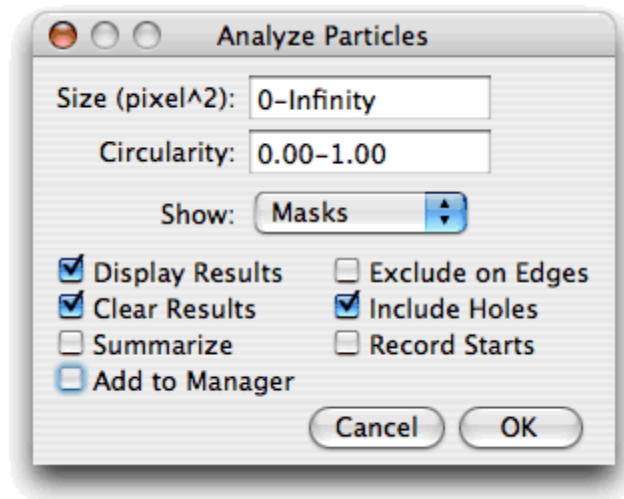 Analyze Particles
Size (pixel^2): 0-Infinity
Circularity: 0.00-1.00
Show: Masks
Display Results Exclude on Edges
Clear Results Include Holes
Summarize Record Starts
Add to Manager
Cancel OK